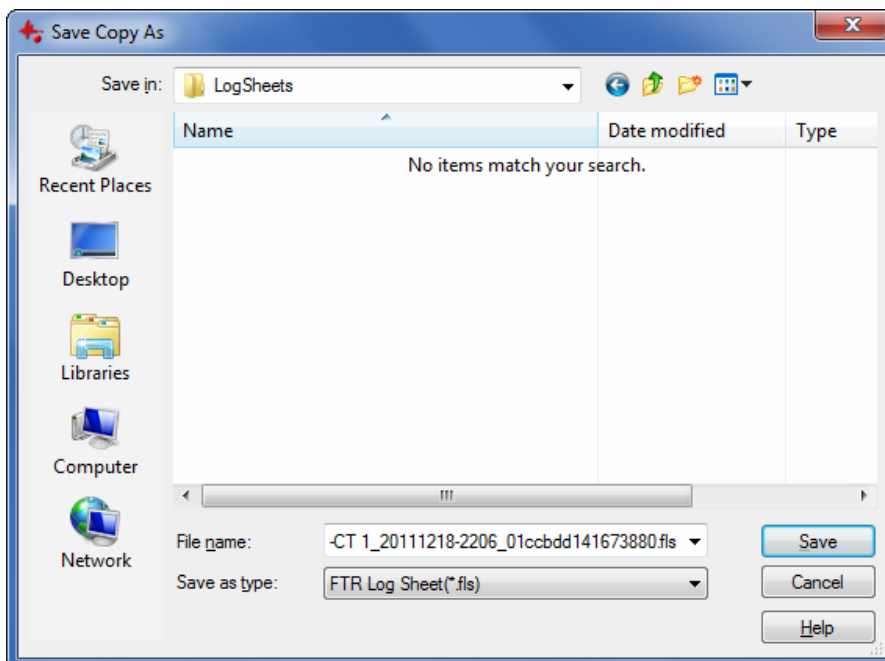 Save Copy As
Save in: LogSheets
Name Date modified Type
No items match your search.
Recent Places
Desktop
Libraries
Computer
Network
File name: -CT 1_20111218-2206_01ccbdd141673880.fls Save
Save as type: FTR Log Sheet(*.fls) Cancel
Help